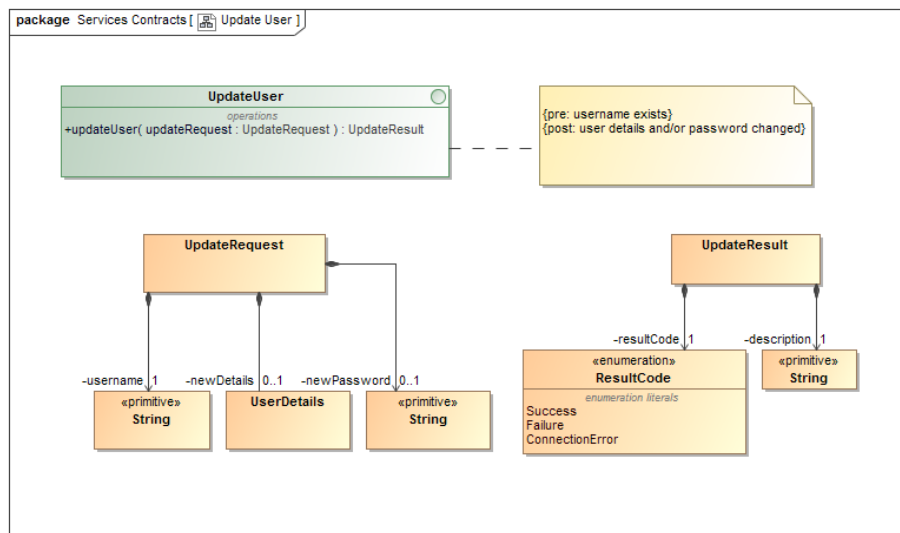 package Services Contracts [ Update User ]
UpdateUser
operations
+updateUser( updateRequest : UpdateRequest ) : UpdateResult
{pre: username exists}
{post: user details and/or password changed}
UpdateRequest
UpdateResult
-resultCode 1
-description 1
-username 1
-newDetails 0..1
-newPassword 0..1
«enumeration»
ResultCode
enumeration literals
Success
Failure
ConnectionError
«primitive»
String
«primitive»
String
UserDetails
«primitive»
String